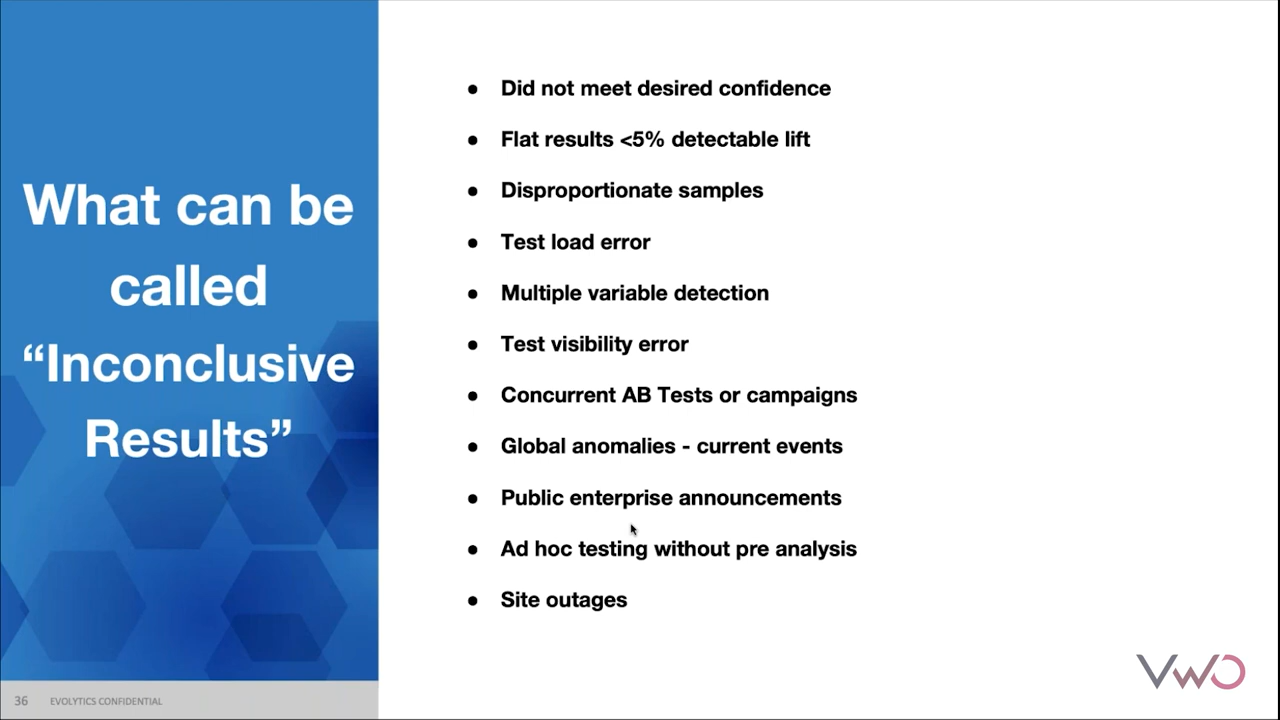 What can be
called
“Inconclusive
Results”
● Did not meet desired confidence
● Flat results <5% detectable lift
● Disproportionate samples
● Test load error
● Multiple variable detection
● Test visibility error
● Concurrent AB Tests or campaigns
● Global anomalies - current events
● Public enterprise announcements
● Ad hoc testing without pre analysis
● Site outages
36 EVOLYTICS CONFIDENTIAL
VWO